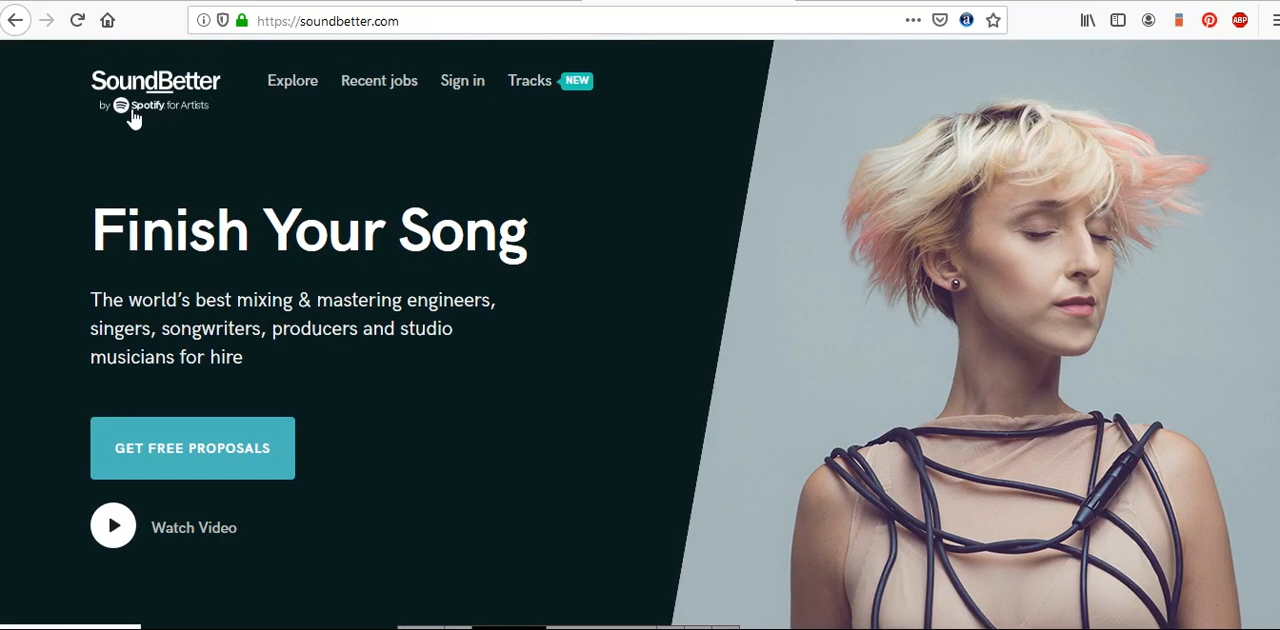 https://soundbetter.com
ABP
SoundBetter
by Spotify for Artists
Explore
Recent jobs
Sign in
Tracks
NEW
Finish Your Song
The world's best mixing & mastering engineers,
singers, songwriters, producers and studio
musicians for hire
GET FREE PROPOSALS
Watch Video